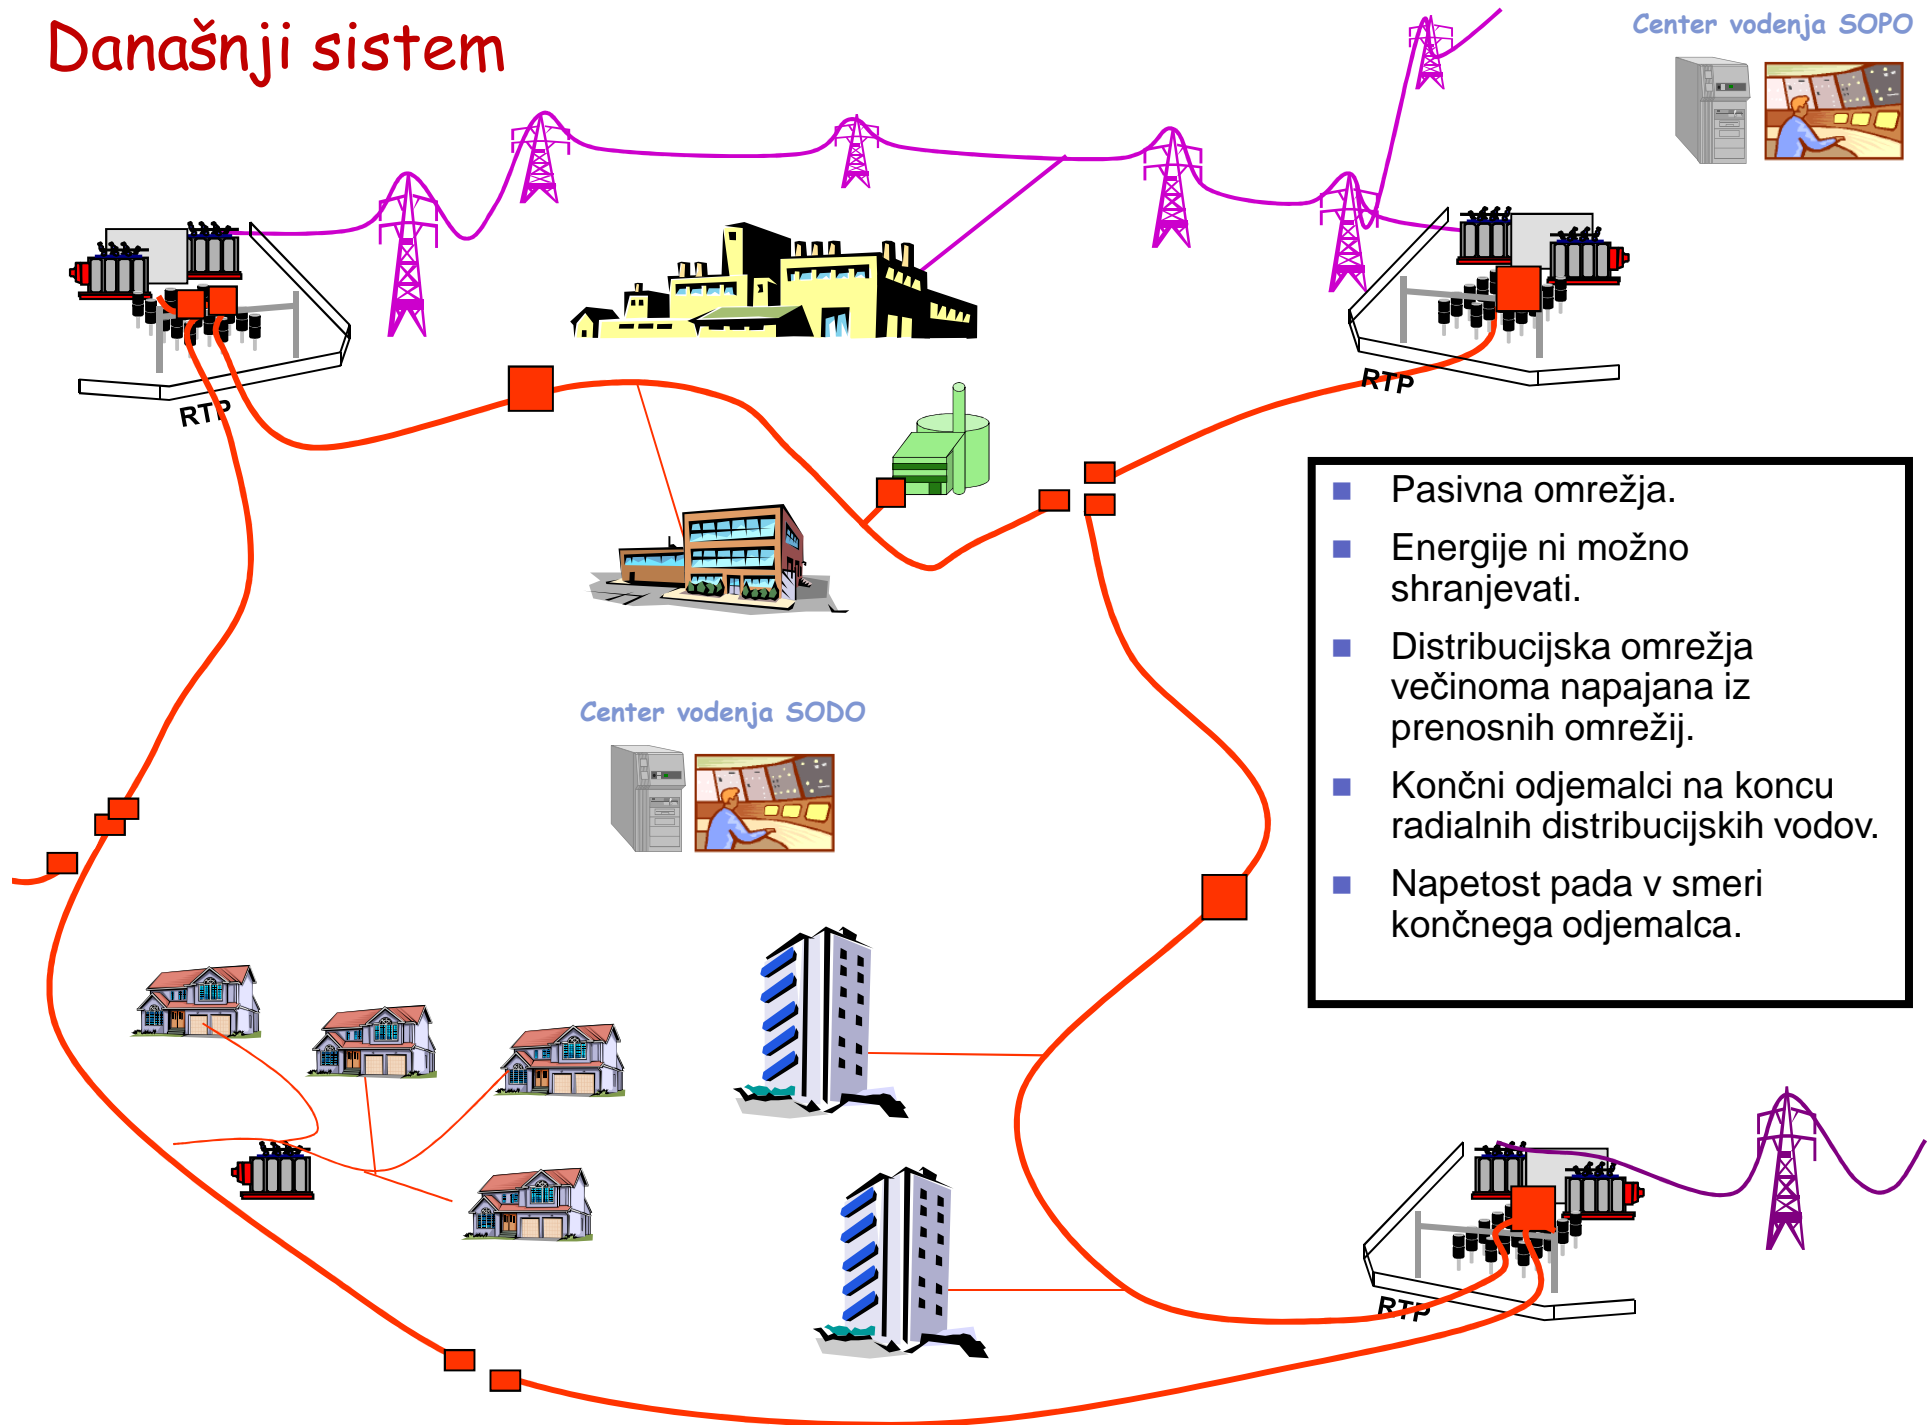 Današnji sistem
Center vodenja SOPO
RTP
RTP
Pasivna omrežja.
Energije ni možno
shranjevati.
Distribucijska omrežja
večinoma napajana iz
prenosnih omrežij.
Končni odjemalci na koncu
radialnih distribucijskih vodov.
Napetost pada v smeri
končnega odjemalca.
Center vodenja SODO
RTP